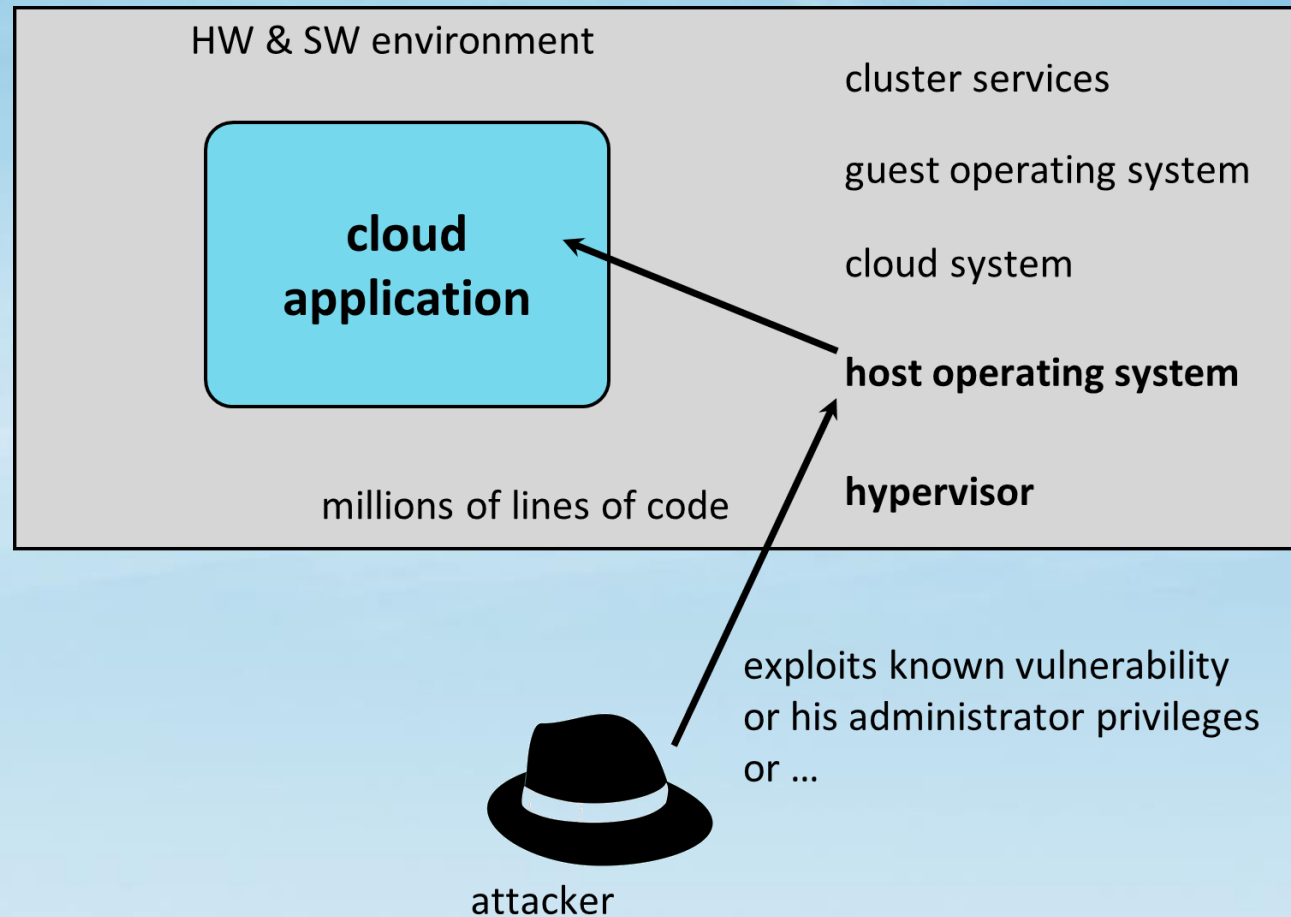 HW & SW environment
cluster services
guest operating system
cloud
application
cloud system
host operating system
hypervisor
millions of lines of code
exploits known vulnerability
or his administrator privileges
or ...
attacker